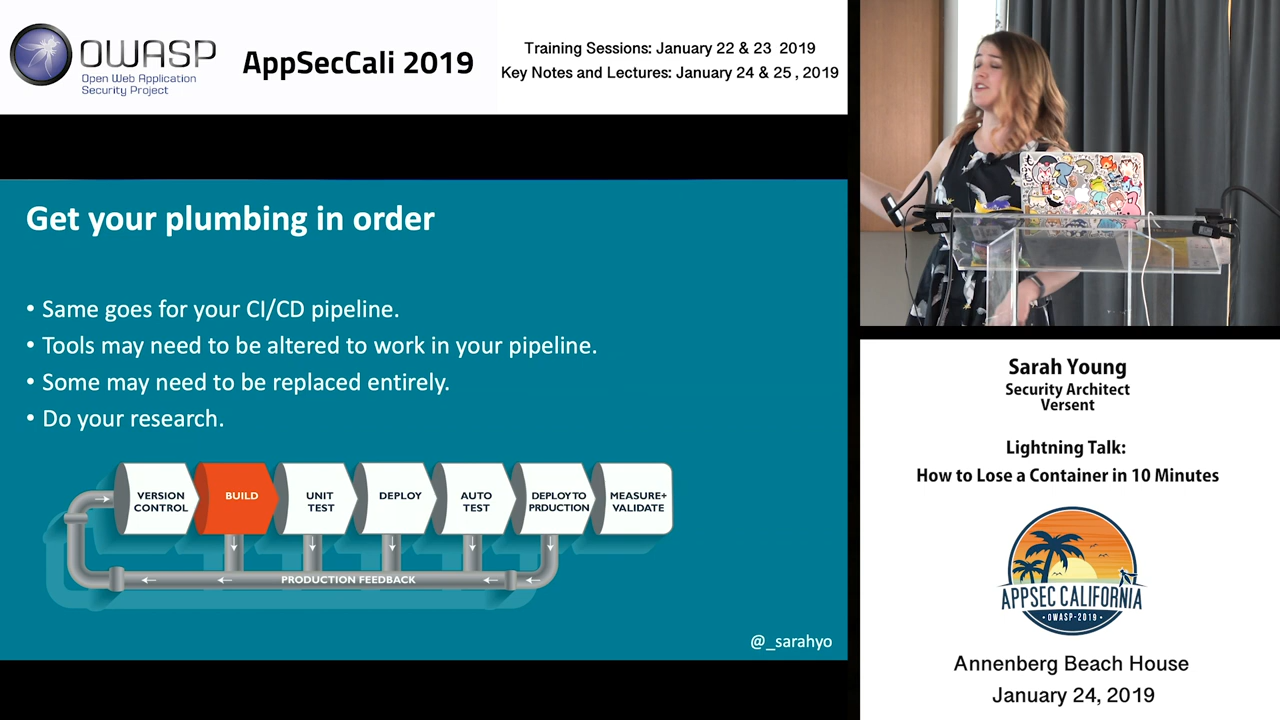 OWASP
Open Web Application
Security Project
AppSecCali 2019
Training Sessions: January 22 & 23 2019
Key Notes and Lectures: January 24 & 25 , 2019
Get your plumbing in order
• Same goes for your CI/CD pipeline.
• Tools may need to be altered to work in your pipeline.
• Some may need to be replaced entirely.
• Do your research.
VERSION
CONTROL
BUILD
UNIT
TEST
DEPLOY
AUTO
TEST
DEPLOY TO
PRDUCTION
MEASURE+
VALIDATE
PRODUCTION FEEDBACK
@_sarahyo
Sarah Young
Security Architect
Versent
Lightning Talk:
How to Lose a Container in 10 Minutes
APPSEC CALIFORNIA
• OWASP-2019 •
Annenberg Beach House
January 24, 2019